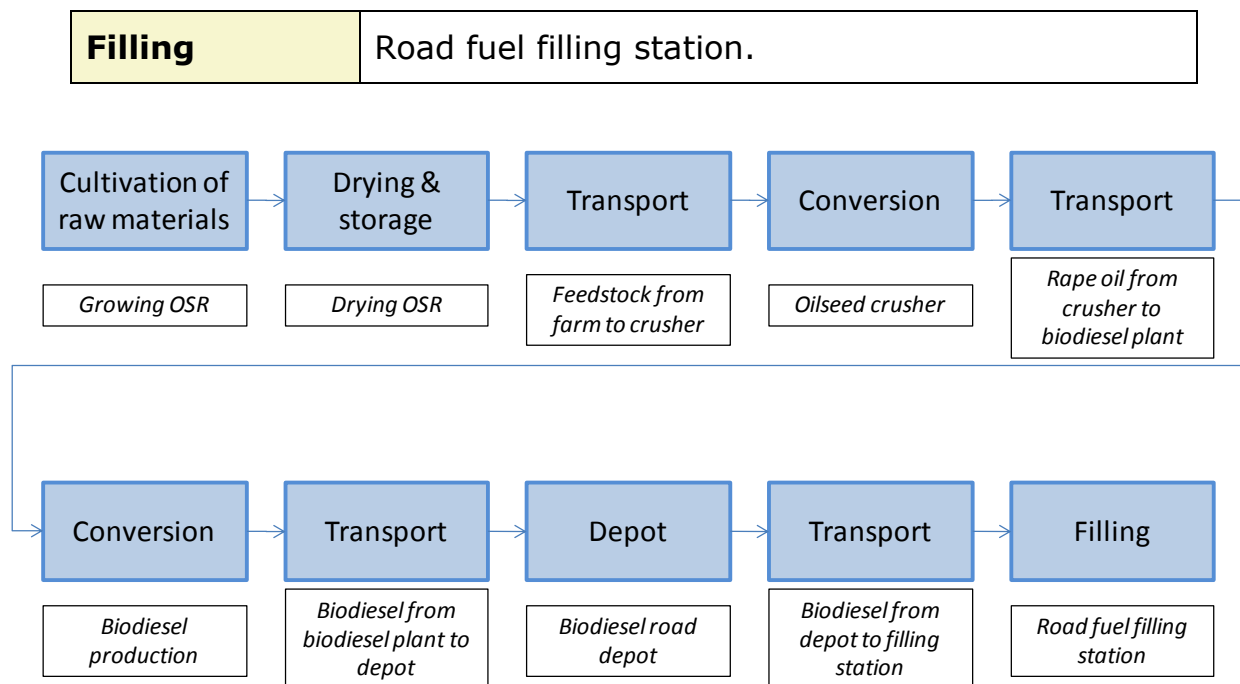 Filling Road fuel filling station.
Cultivation of
raw materials
Drying &
storage
Transport
Conversion
Transport
Growing OSR
Drying OSR
Feedstock from
farm to crusher
Oilseed crusher
Rape oil from
crusher to
biodiesel plant
Conversion
Transport
Depot
Transport
Filling
Biodiesel
production
Biodiesel from
biodiesel plant to
depot
Biodiesel road
depot
Biodiesel from
depot to filling
station
Road fuel filling
station